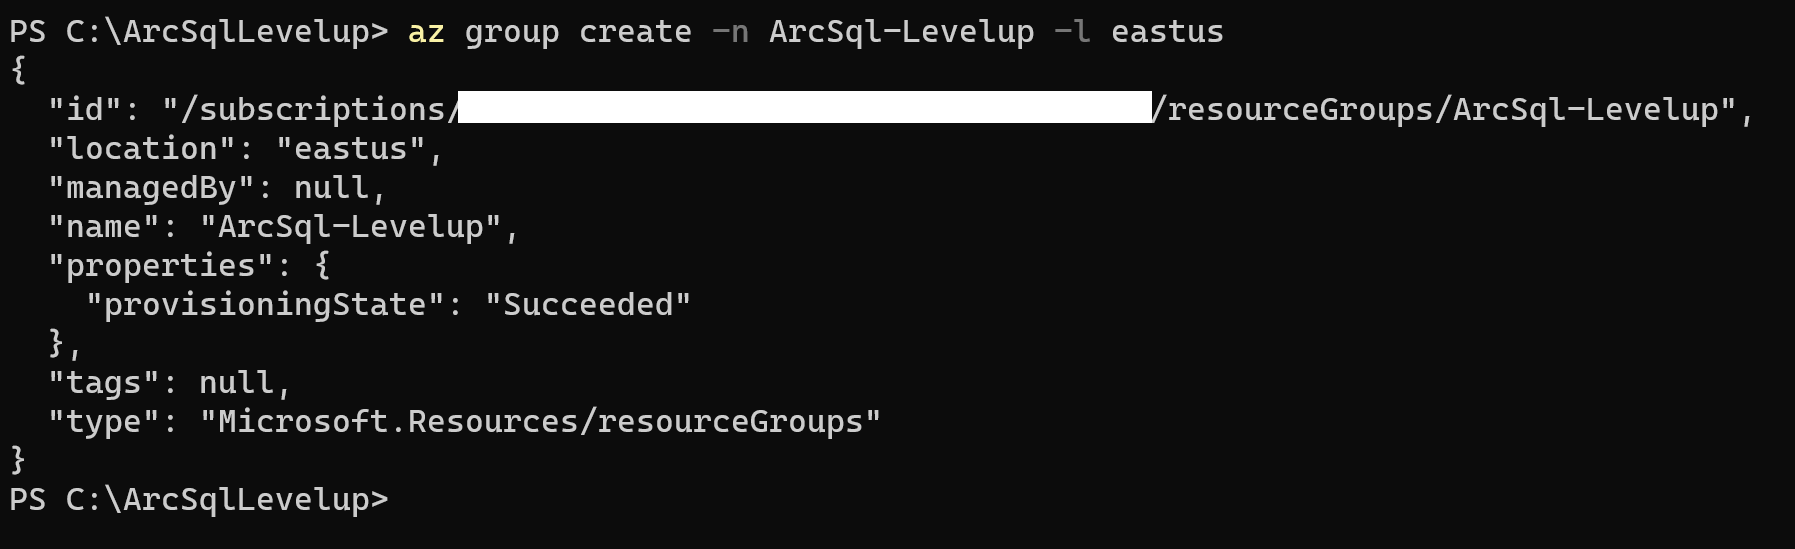 PS C:\ArcSqlLevelup> az group create -n ArcSql-Levelup -l eastus
{
  "id": "/subscriptions/ /resourceGroups/ArcSql-Levelup",
  "location": "eastus",
  "managedBy": null,
  "name": "ArcSql-Levelup",
  "properties": {
    "provisioningState": "Succeeded"
  },
  "tags": null,
  "type": "Microsoft.Resources/resourceGroups"
}
PS C:\ArcSqlLevelup>